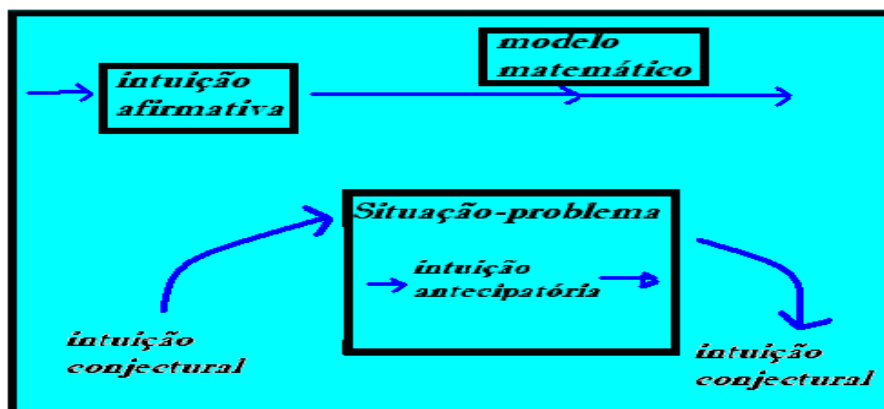 intuição
afirmativa
modelo
matemático
Situação-problema
intuição
antecipatória
intuição
conjectural
intuição
conjectural